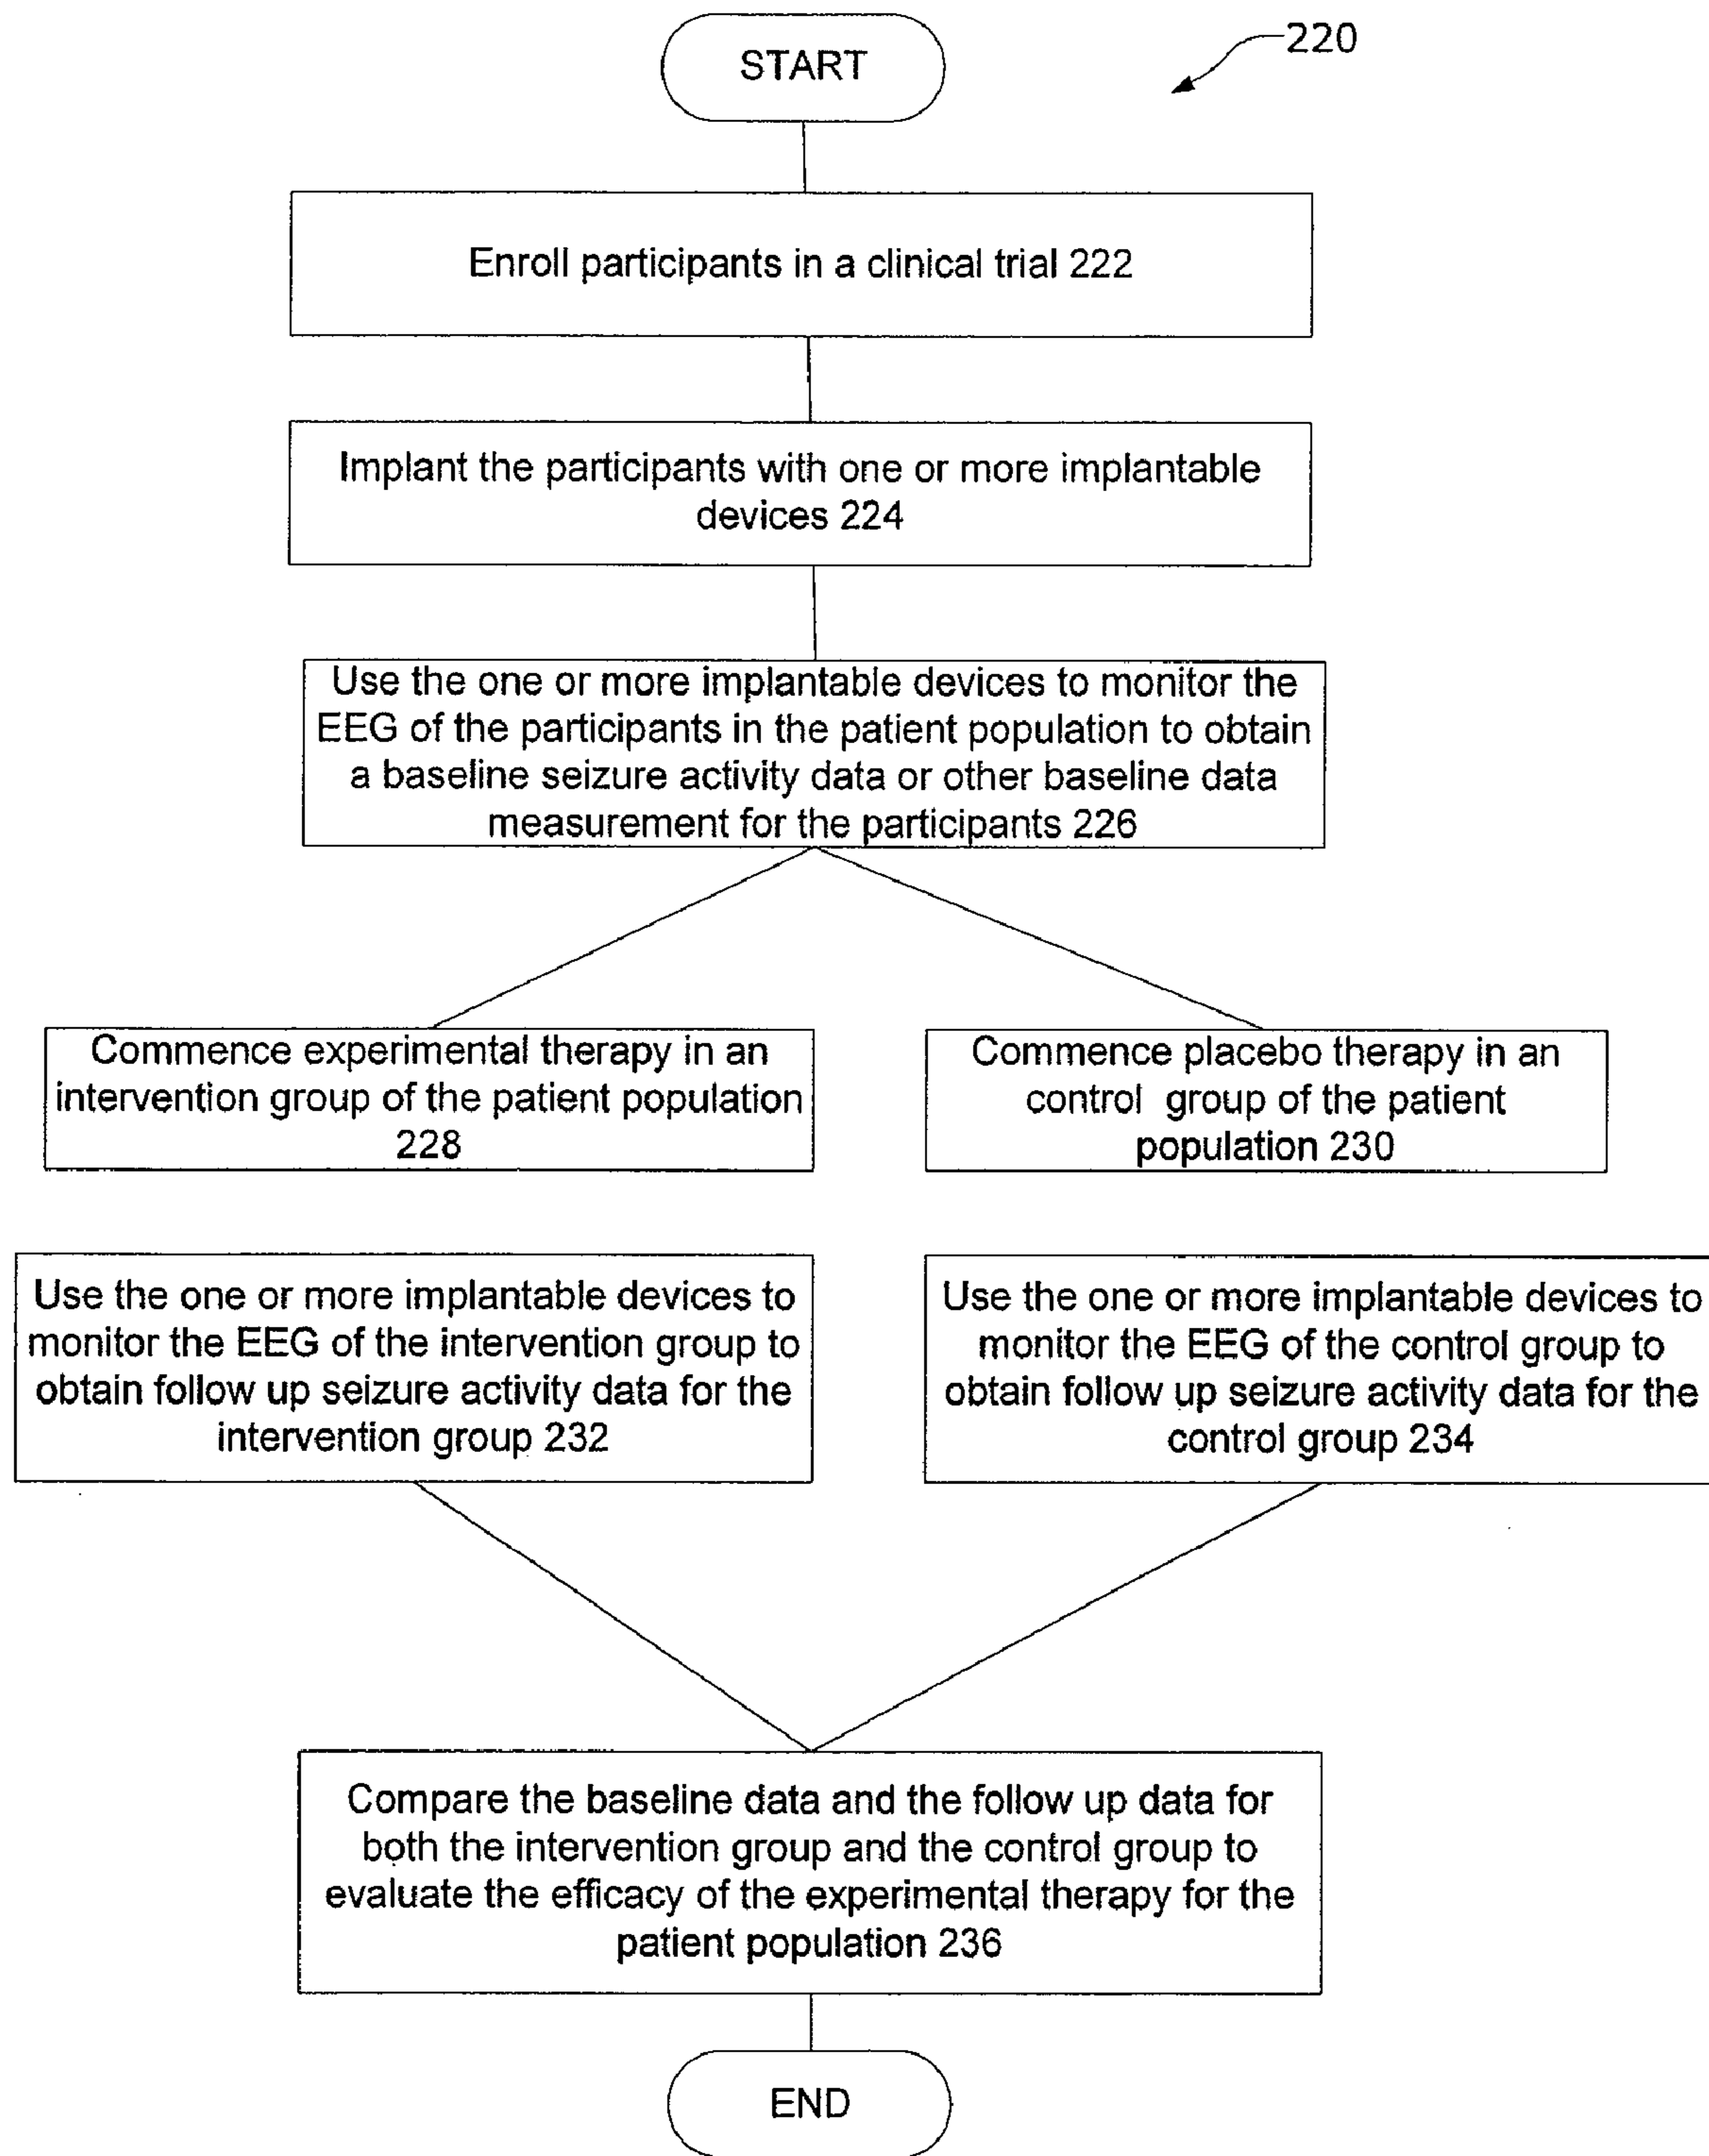 START
220
Enroll participants in a clinical trial 222
Implant the participants with one or more implantable
devices 224
Use the one or more implantable devices to monitor the
EEG of the participants in the patient population to obtain
a baseline seizure activity data or other baseline data
measurement for the participants 226
Commence experimental therapy in an
intervention group of the patient population
228
Commence placebo therapy in an
control group of the patient
population 230
Use the one or more implantable devices to
monitor the EEG of the intervention group to
obtain follow up seizure activity data for the
intervention group 232
Use the one or more implantable devices to
monitor the EEG of the control group to
obtain follow up seizure activity data for the
control group 234
Compare the baseline data and the follow up data for
both the intervention group and the control group to
evaluate the efficacy of the experimental therapy for the
patient population 236
END